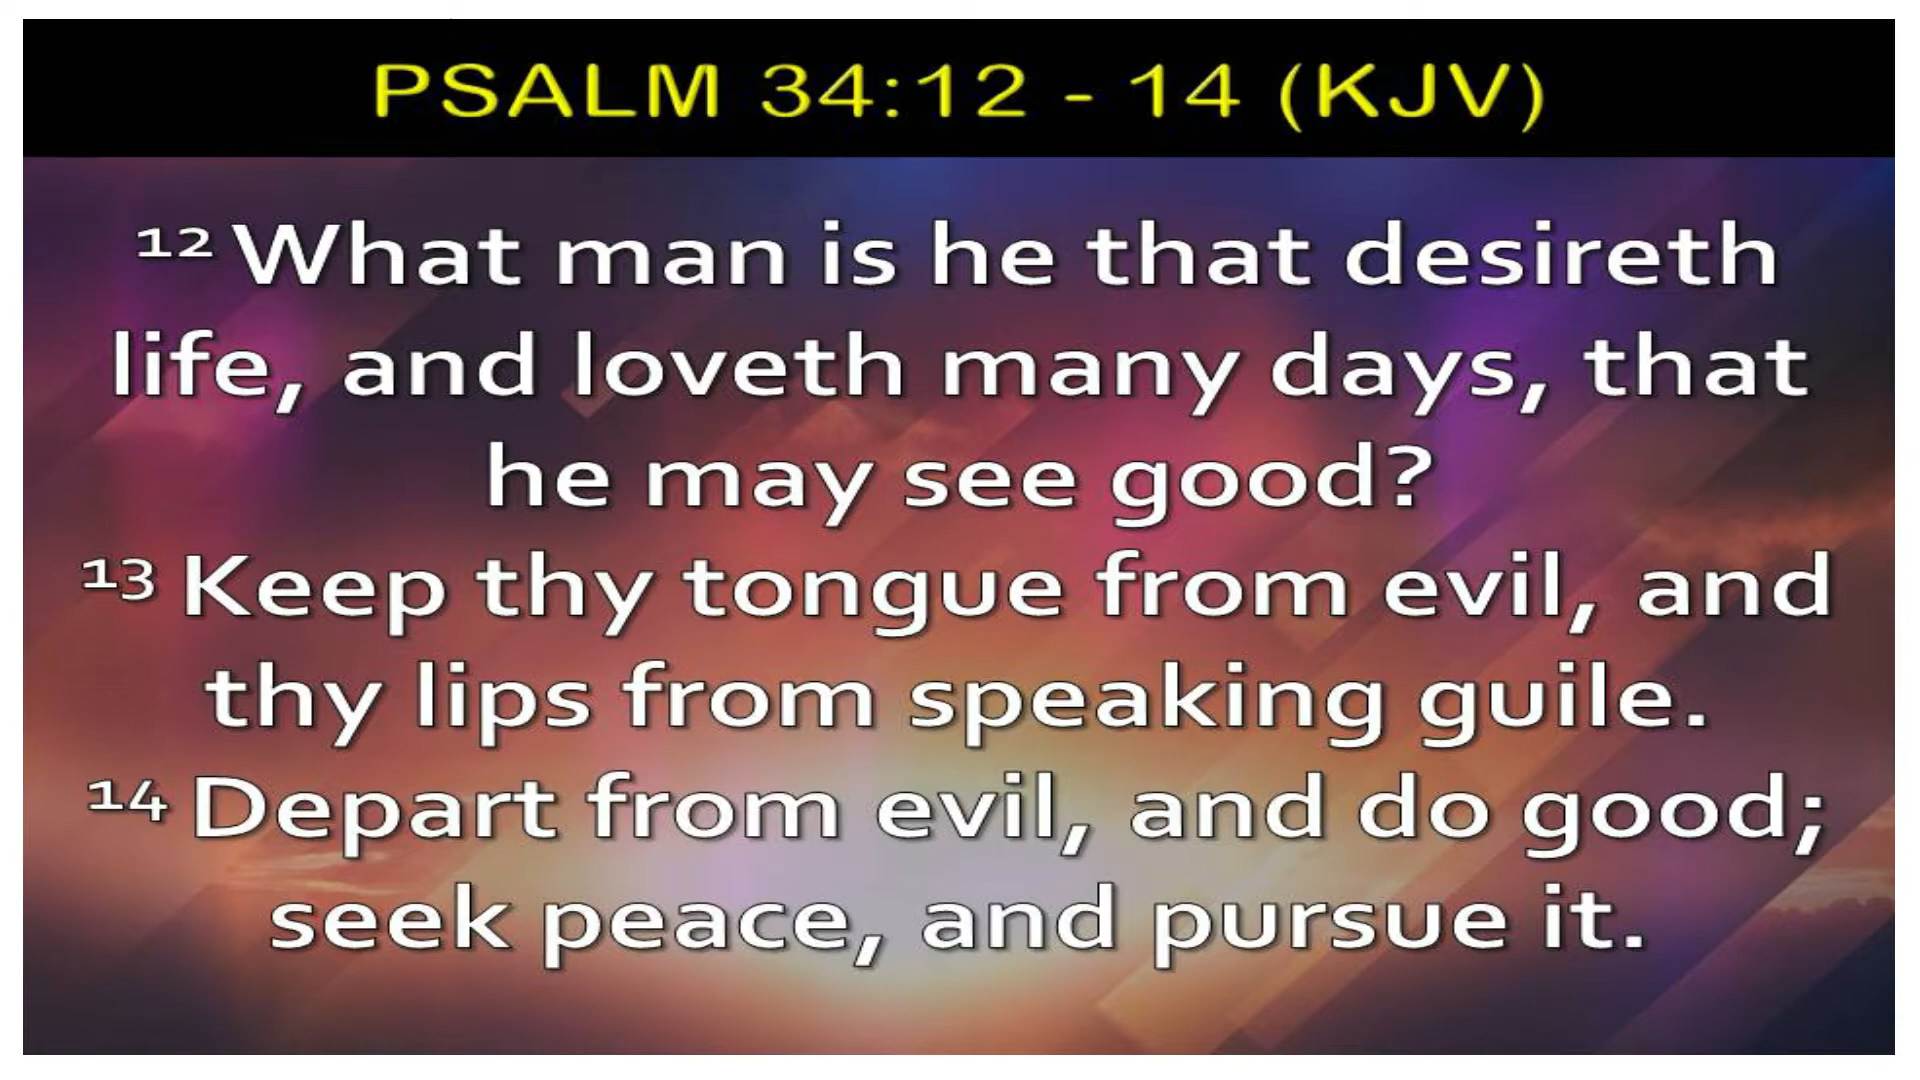 PSALM 34:12 - 14 (KJV)
12 What man is he that desireth
life, and loveth many days, that
he may see good?
13 Keep thy tongue from evil, and
thy lips from speaking guile.
14 Depart from evil, and do good;
seek peace, and pursue it.